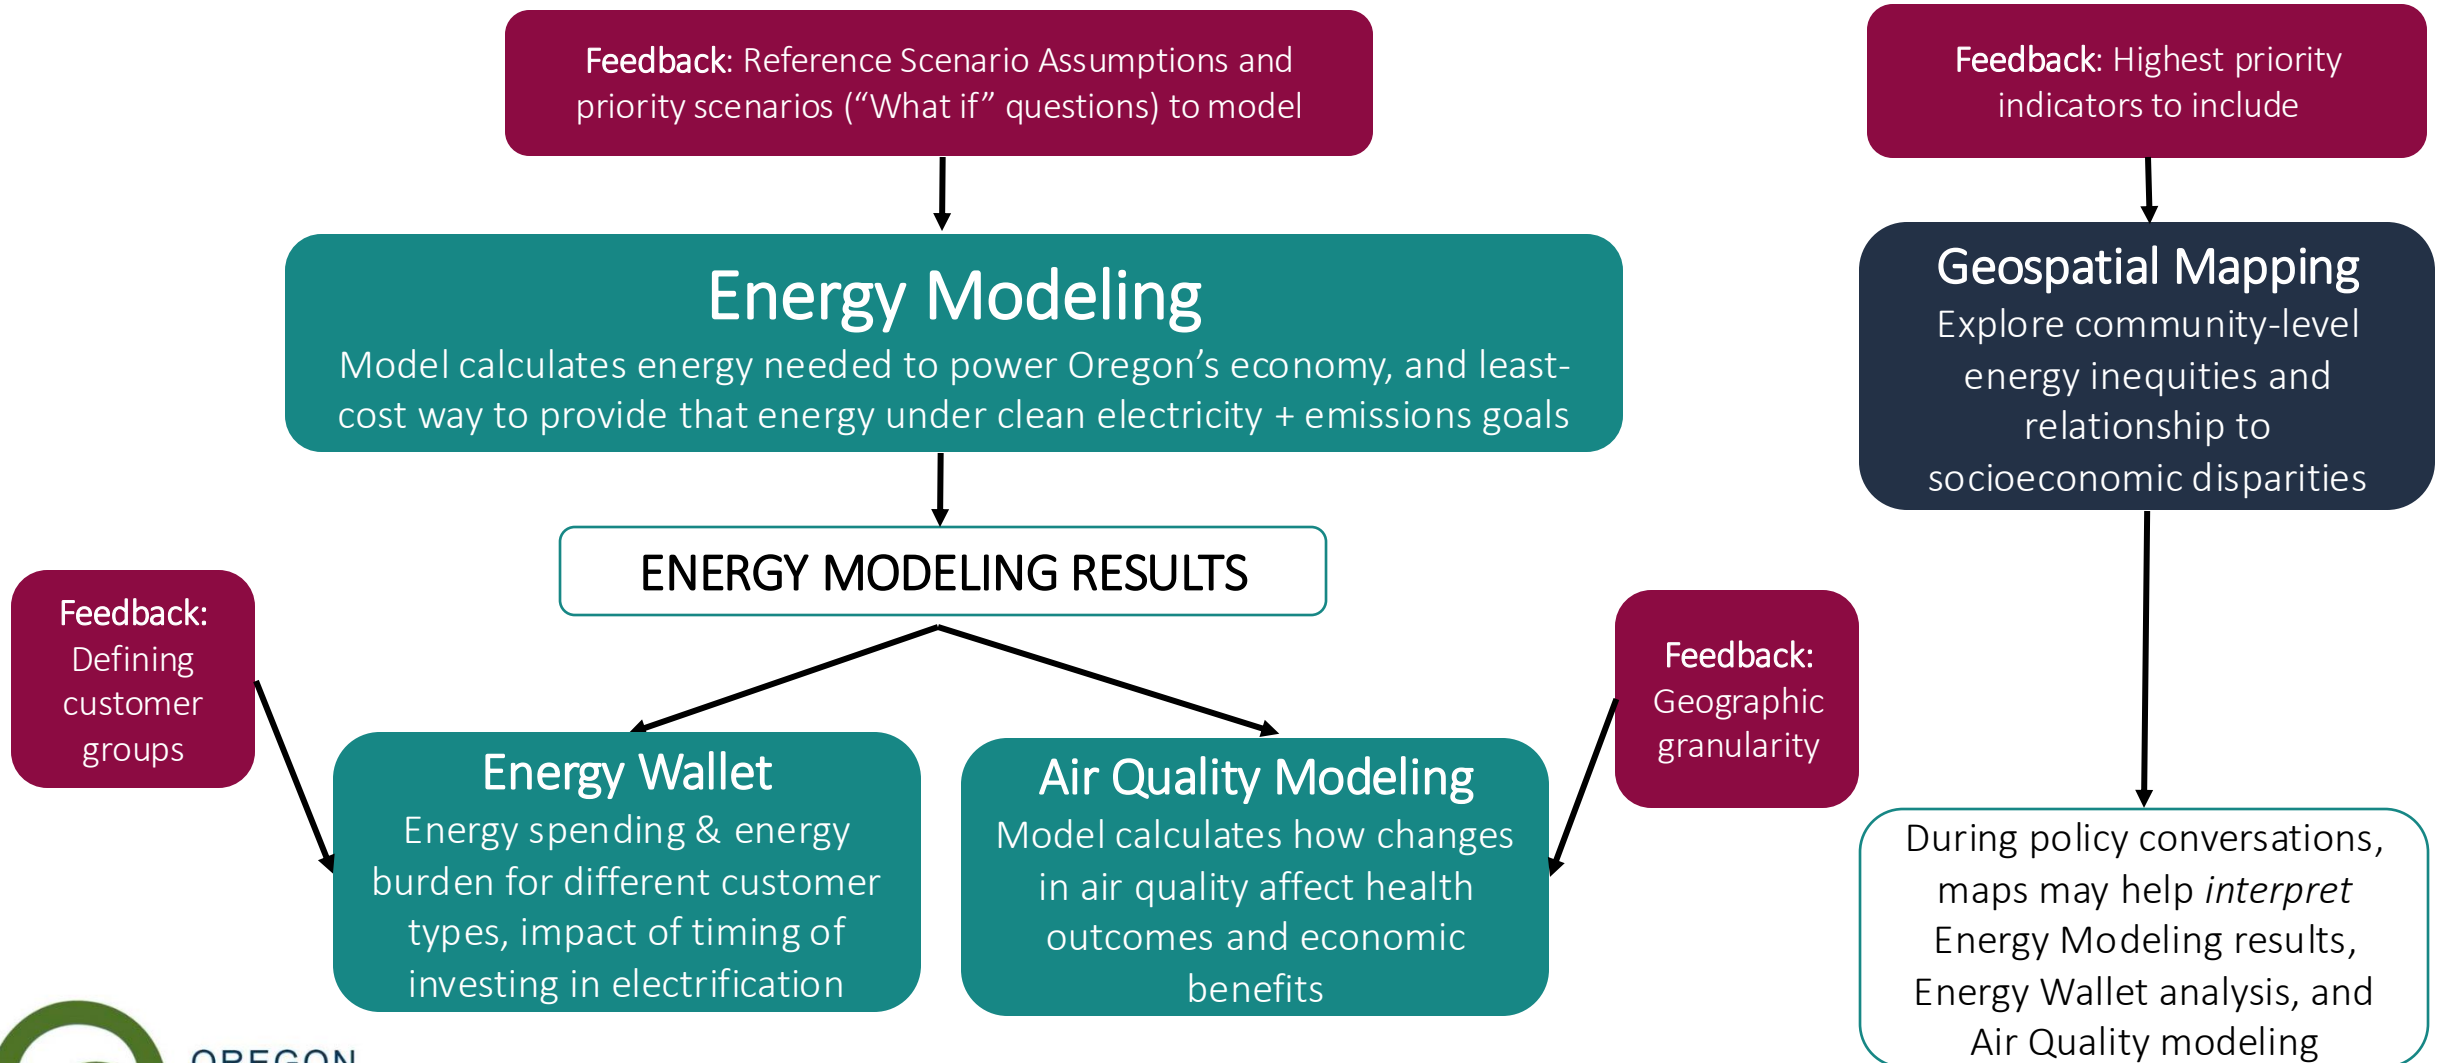 Feedback: Reference Scenario Assumptions and
priority scenarios (“What if” questions) to model
Feedback: Highest priority
indicators to include
Energy Modeling
Model calculates energy needed to power Oregon’s economy, and least-
cost way to provide that energy under clean electricity + emissions goals
Geospatial Mapping
Explore community-level
energy inequities and
relationship to
socioeconomic disparities
ENERGY MODELING RESULTS
Feedback:
Defining
customer
groups
Feedback:
Geographic
granularity
Energy Wallet
Energy spending & energy
burden for different customer
types, impact of timing of
investing in electrification
Air Quality Modeling
Model calculates how changes
in air quality affect health
outcomes and economic
benefits
During policy conversations,
maps may help interpret
Energy Modeling results,
Energy Wallet analysis, and
Air Quality modeling
OREGON